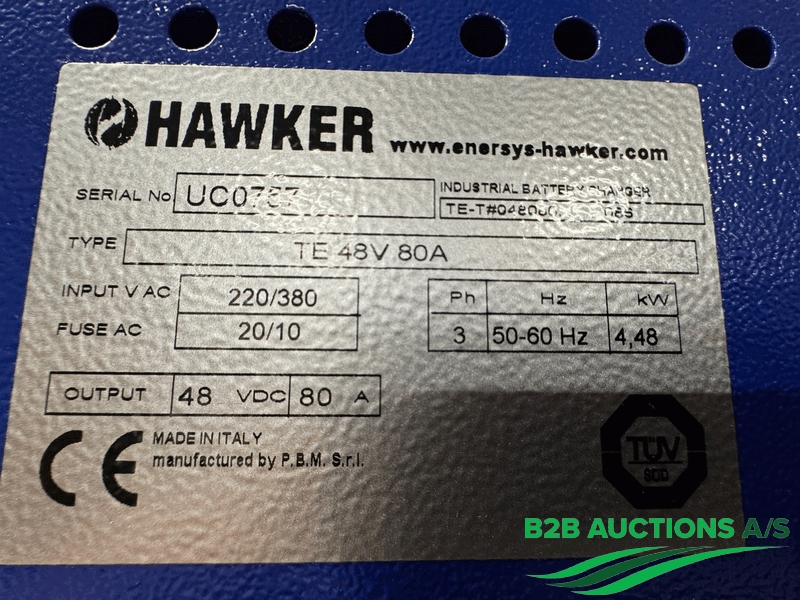 HAWKER www.enersys-hawker.com
SERIAL No
INDUSTRIAL BATTERY CHARGER
TYPE TE 48V 80A
INPUT V AC 220/380
FUSE AC 20/10
Ph Hz kW
3 50-60 Hz 4,48
OUTPUT 48 VDC 80 A
CE
MADE IN ITALY
manufactured by P.B.M. S.r.l.
TÜV
SÜD
B2B AUCTIONS A/S